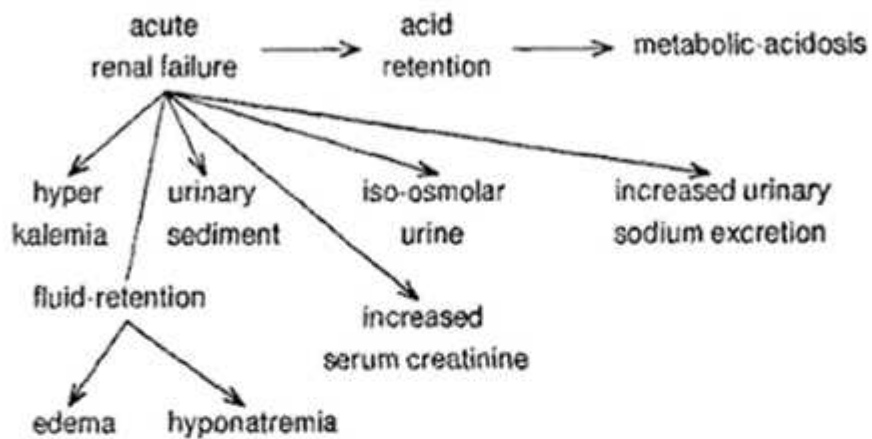 acute
renal failure
acid
retention
metabolic-acidosis
hyper
kalemia
urinary
sediment
iso-osmolar
urine
increased urinary
sodium excretion
fluid-retention
increased
serum creatinine
edema
hyponatremia